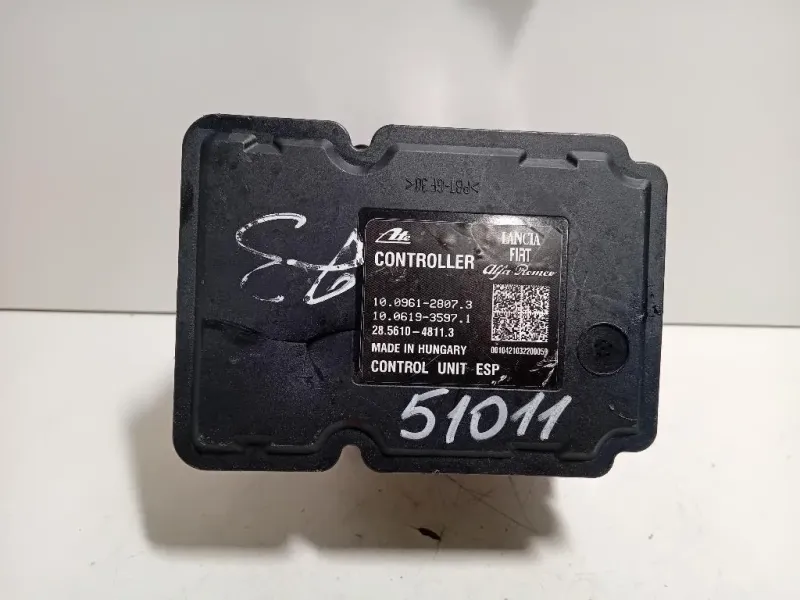 >PBT-GF30<
Ate
LANCIA
FIAT
Alfa Romeo
CONTROLLER
10.0961-2807.3
10.0619-3597.1
28.5610-4811.3
MADE IN HUNGARY
0010421032200059
CONTROL UNIT ESP
51011